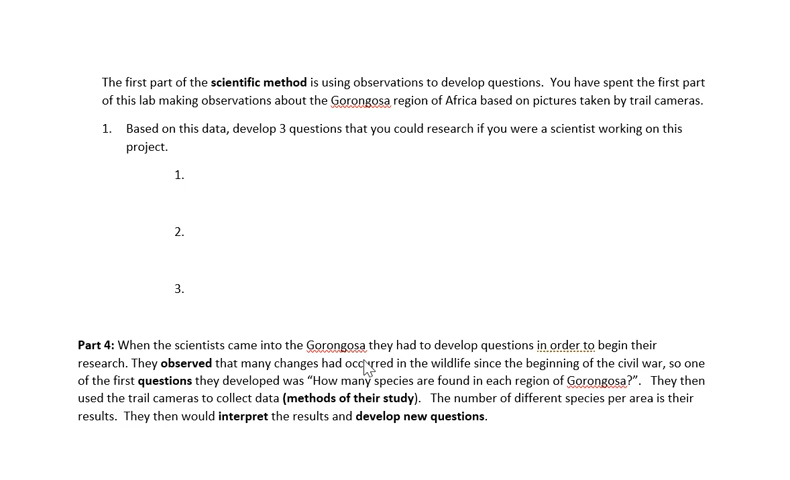 The first part of the scientific method is using observations to develop questions.  You have spent the first part
of this lab making observations about the Gorongosa region of Africa based on pictures taken by trail cameras.
1. Based on this data, develop 3 questions that you could research if you were a scientist working on this
project.
1.
2.
3.
Part 4: When the scientists came into the Gorongosa they had to develop questions in order to begin their
research. They observed that many changes had occurred in the wildlife since the beginning of the civil war, so one
of the first questions they developed was “How many species are found in each region of Gorongosa?”.   They then
used the trail cameras to collect data (methods of their study).   The number of different species per area is their
results.  They then would interpret the results and develop new questions.